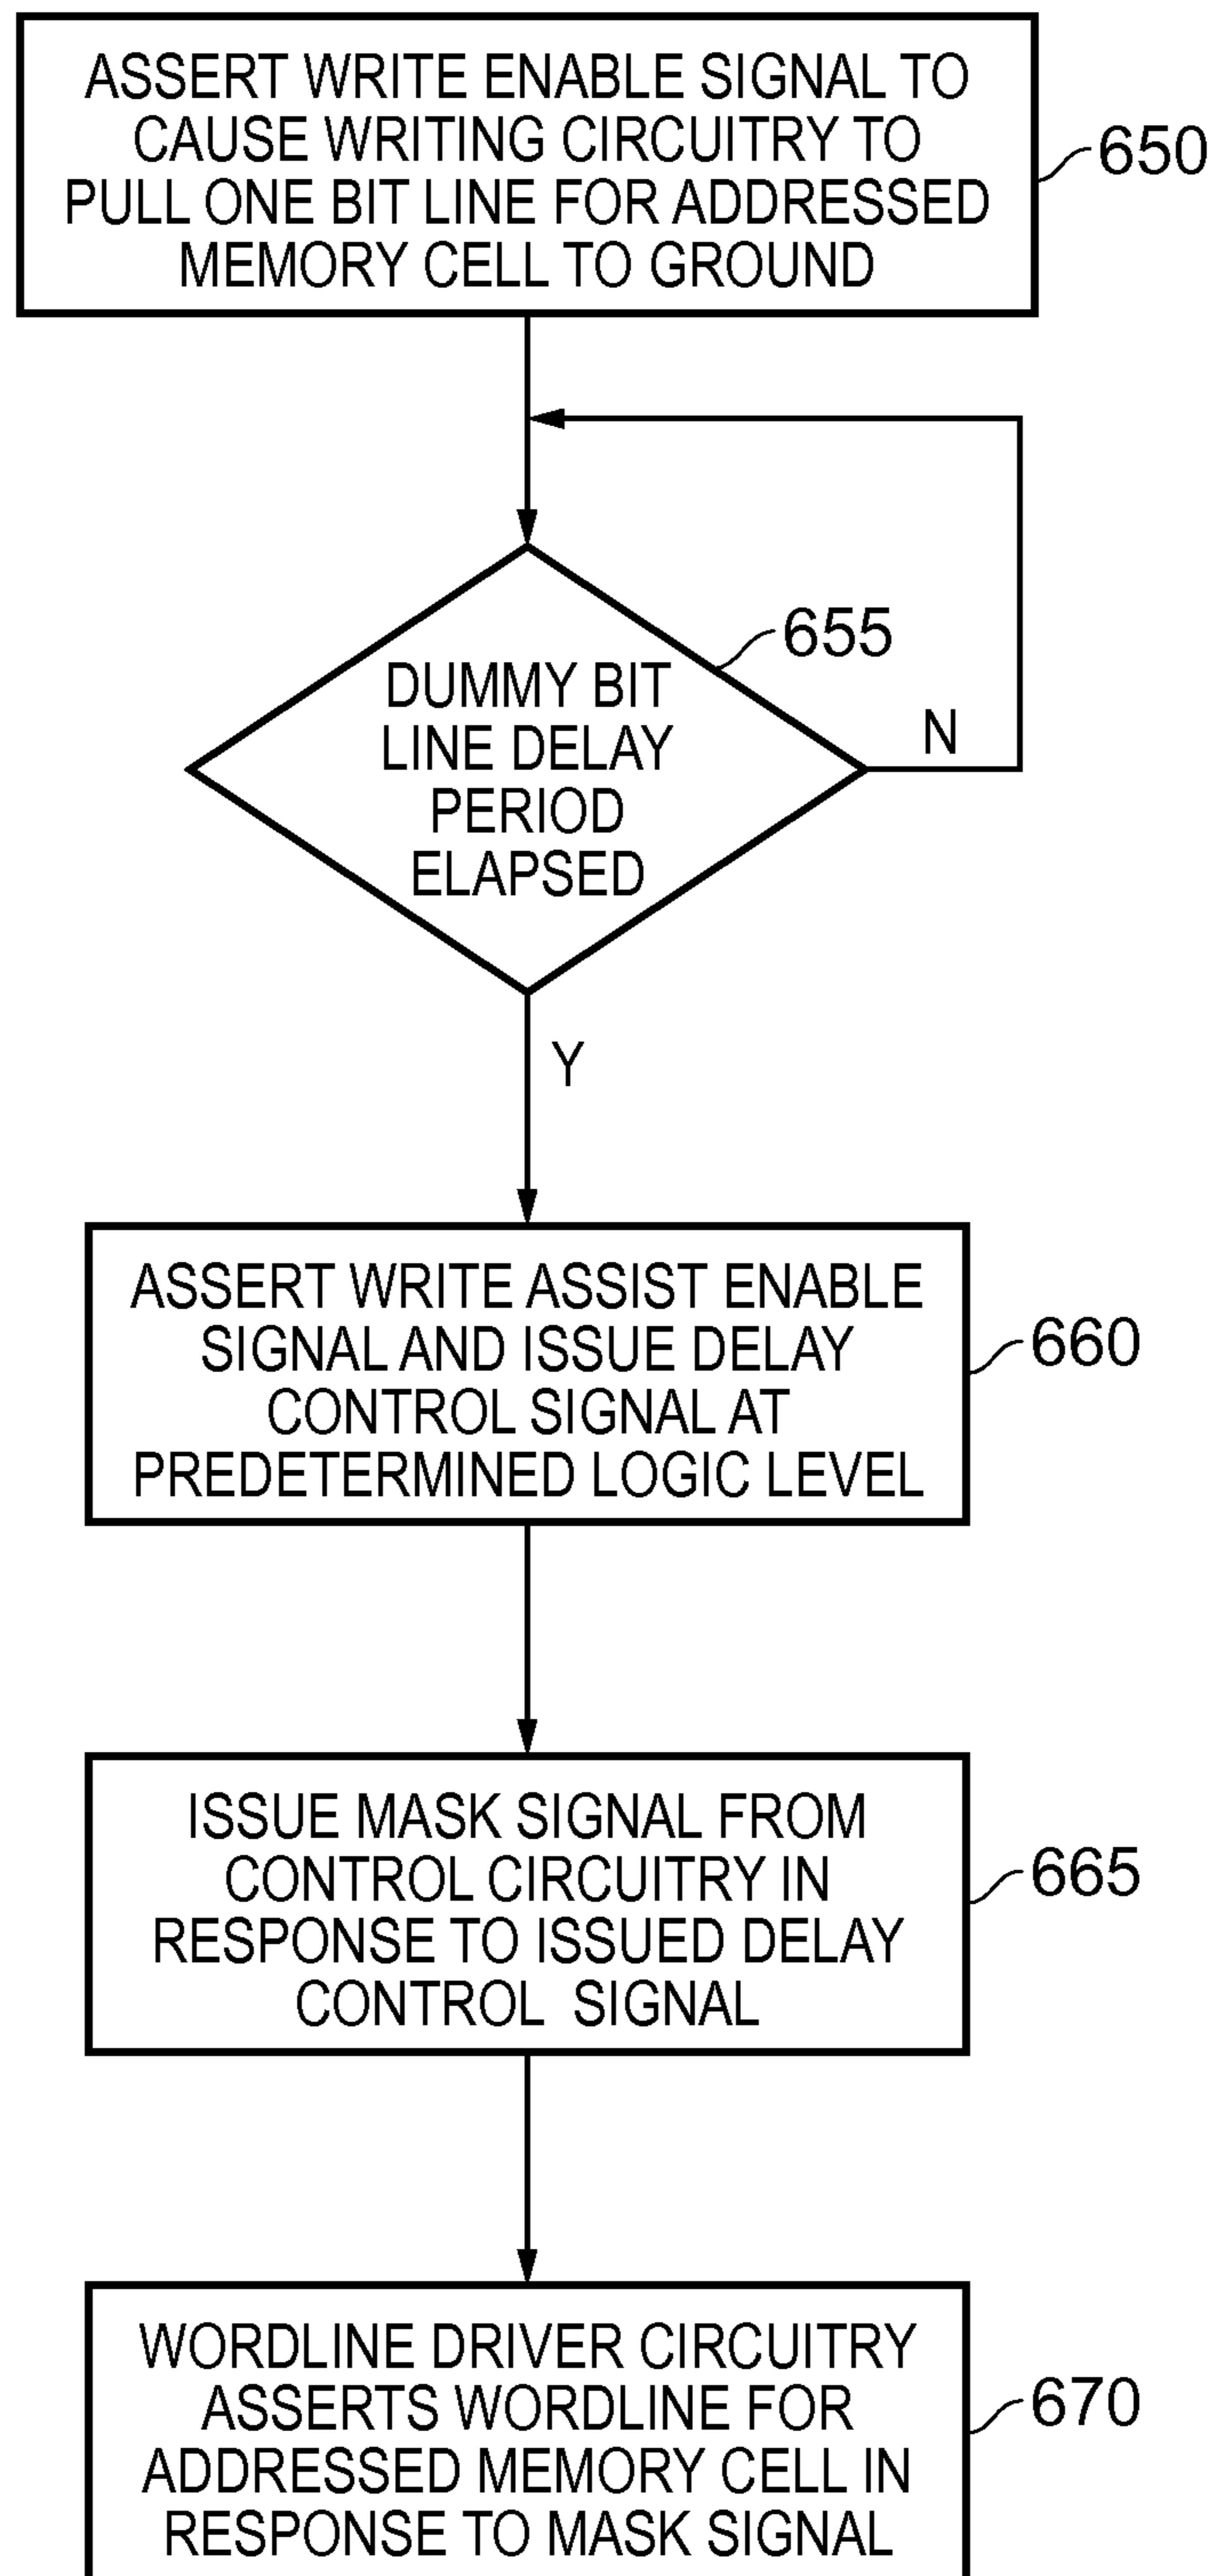 ASSERT WRITE ENABLE SIGNAL TO
CAUSE WRITING CIRCUITRY TO
PULL ONE BIT LINE FOR ADDRESSED
MEMORY CELL TO GROUND
650
655
DUMMY BIT
LINE DELAY
PERIOD
ELAPSED
N
Y
ASSERT WRITE ASSIST ENABLE
SIGNAL AND ISSUE DELAY
CONTROL SIGNAL AT
PREDETERMINED LOGIC LEVEL
660
ISSUE MASK SIGNAL FROM
CONTROL CIRCUITRY IN
RESPONSE TO ISSUED DELAY
CONTROL SIGNAL
665
WORDLINE DRIVER CIRCUITRY
ASSERTS WORDLINE FOR
ADDRESSED MEMORY CELL IN
RESPONSE TO MASK SIGNAL
670